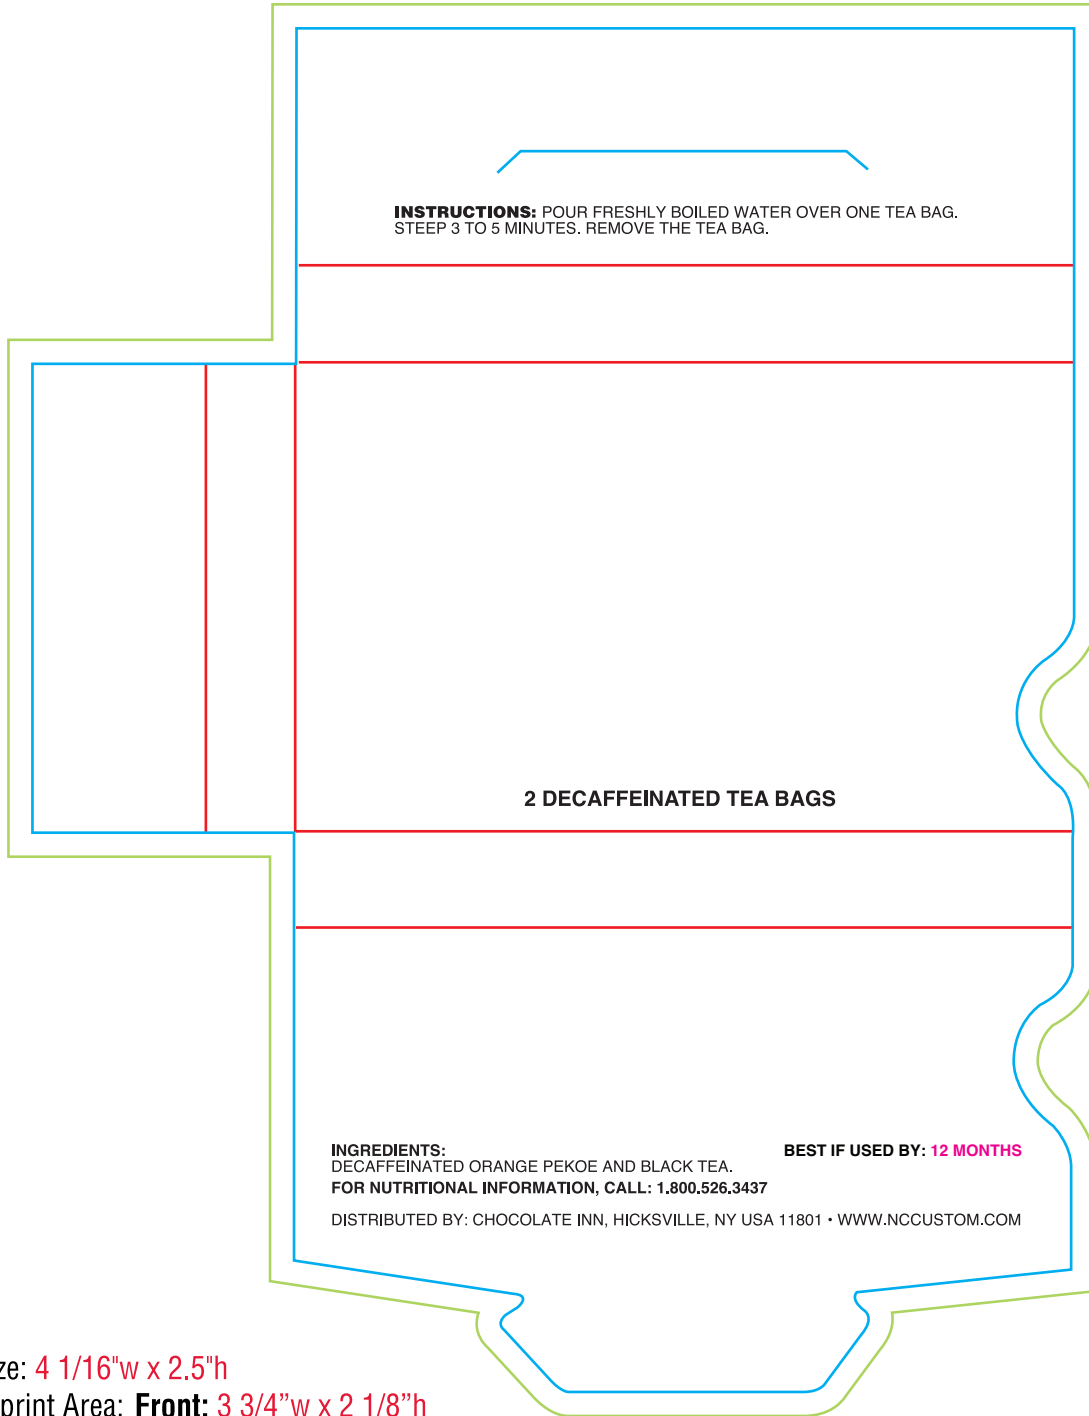 INSTRUCTIONS: POUR FRESHLY BOILED WATER OVER ONE TEA BAG.
STEEP 3 TO 5 MINUTES. REMOVE THE TEA BAG.
2 DECAFFEINATED TEA BAGS
INGREDIENTS:
DECAFFEINATED ORANGE PEKOE AND BLACK TEA.
FOR NUTRITIONAL INFORMATION, CALL: 1.800.526.3437
BEST IF USED BY: 12 MONTHS
DISTRIBUTED BY: CHOCOLATE INN, HICKSVILLE, NY USA 11801 • WWW.NCCUSTOM.COM
ze: 4 1/16"w x 2.5"h
print Area: Front: 3 3/4”w x 2 1/8”h